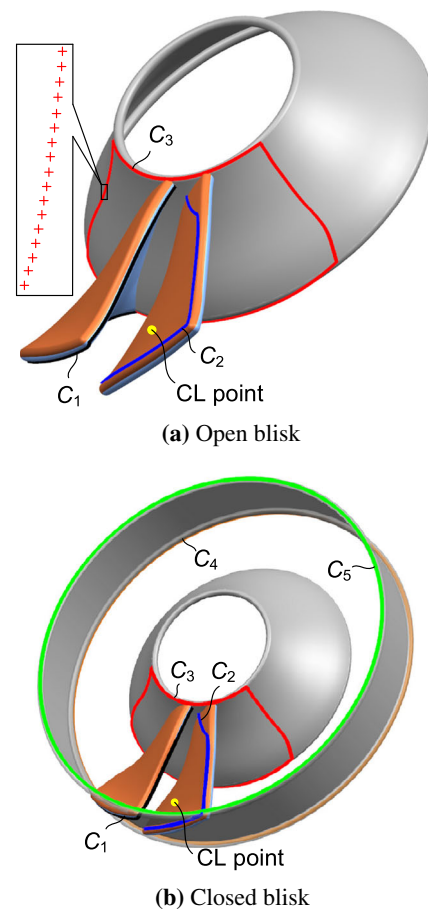 C3
C2
CL point
C1
(a) Open blisk
C4
C5
C3
C2
C1
CL point
(b) Closed blisk